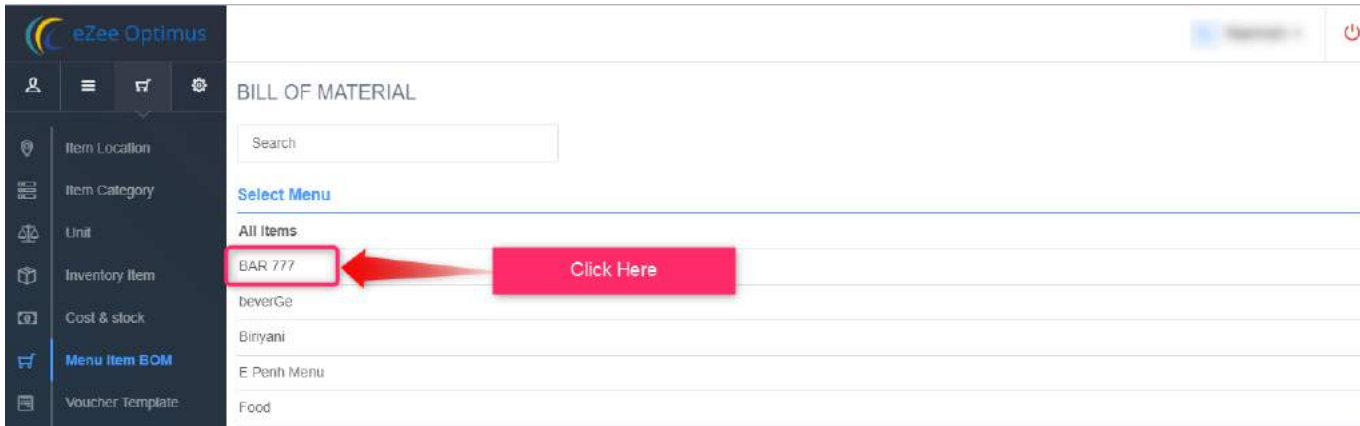 eZee Optimus
BILL OF MATERIAL
Search
Select Menu
All Items
BAR 777
Click Here
beverGe
Biriyani
E Penh Menu
Food
Item Location
Item Category
Unit
Inventory Item
Cost & stock
Menu Item BOM
Voucher Template